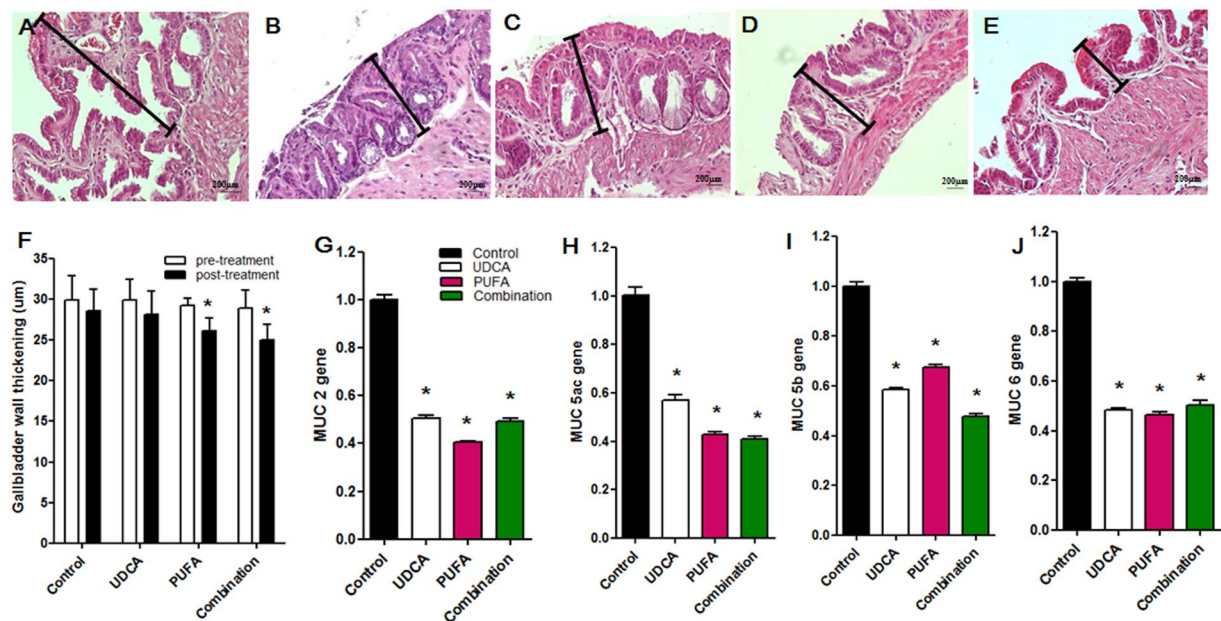 A
200μm
B
200μm
C
200μm
D
200μm
E
200μm
F
Gallbladder wall thickening (um)
35
30
25
20
15
10
5
0
pre-treatment
post-treatment
* *
Control UDCA PUFA Combination
G
MUC 2 gene
1.2
1.0
0.8
0.6
0.4
0.2
0.0
Control
UDCA
PUFA
Combination
* * *
Control UDCA PUFA Combination
H
MUC 5ac gene
1.2
1.0
0.8
0.6
0.4
0.2
0.0
* * *
Control UDCA PUFA Combination
I
MUC 5b gene
1.2
1.0
0.8
0.6
0.4
0.2
0.0
* * *
Control UDCA PUFA Combination
J
MUC 6 gene
1.2
1.0
0.8
0.6
0.4
0.2
0.0
* * *
Control UDCA PUFA Combination